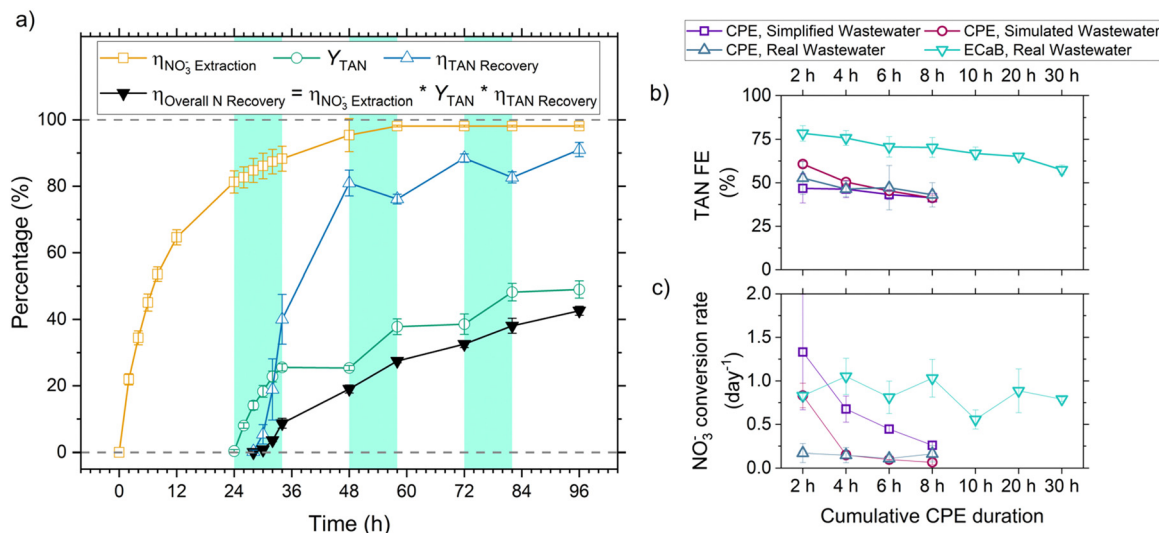 a)
η NO₃⁻ Extraction Y TAN η TAN Recovery
η Overall N Recovery = η NO₃⁻ Extraction * Y TAN * η TAN Recovery
100
80
60
40
20
0
Percentage (%)
0 12 24 36 48 60 72 84 96
Time (h)
CPE, Simplified Wastewater CPE, Simulated Wastewater
CPE, Real Wastewater ECaB, Real Wastewater
2 h 4 h 6 h 8 h 10 h 20 h 30 h
b)
100
75
50
25
0
TAN FE
(%)
c)
2.0
1.5
1.0
0.5
0.0
NO₃⁻ conversion rate
(day⁻¹)
2 h 4 h 6 h 8 h 10 h 20 h 30 h
Cumulative CPE duration